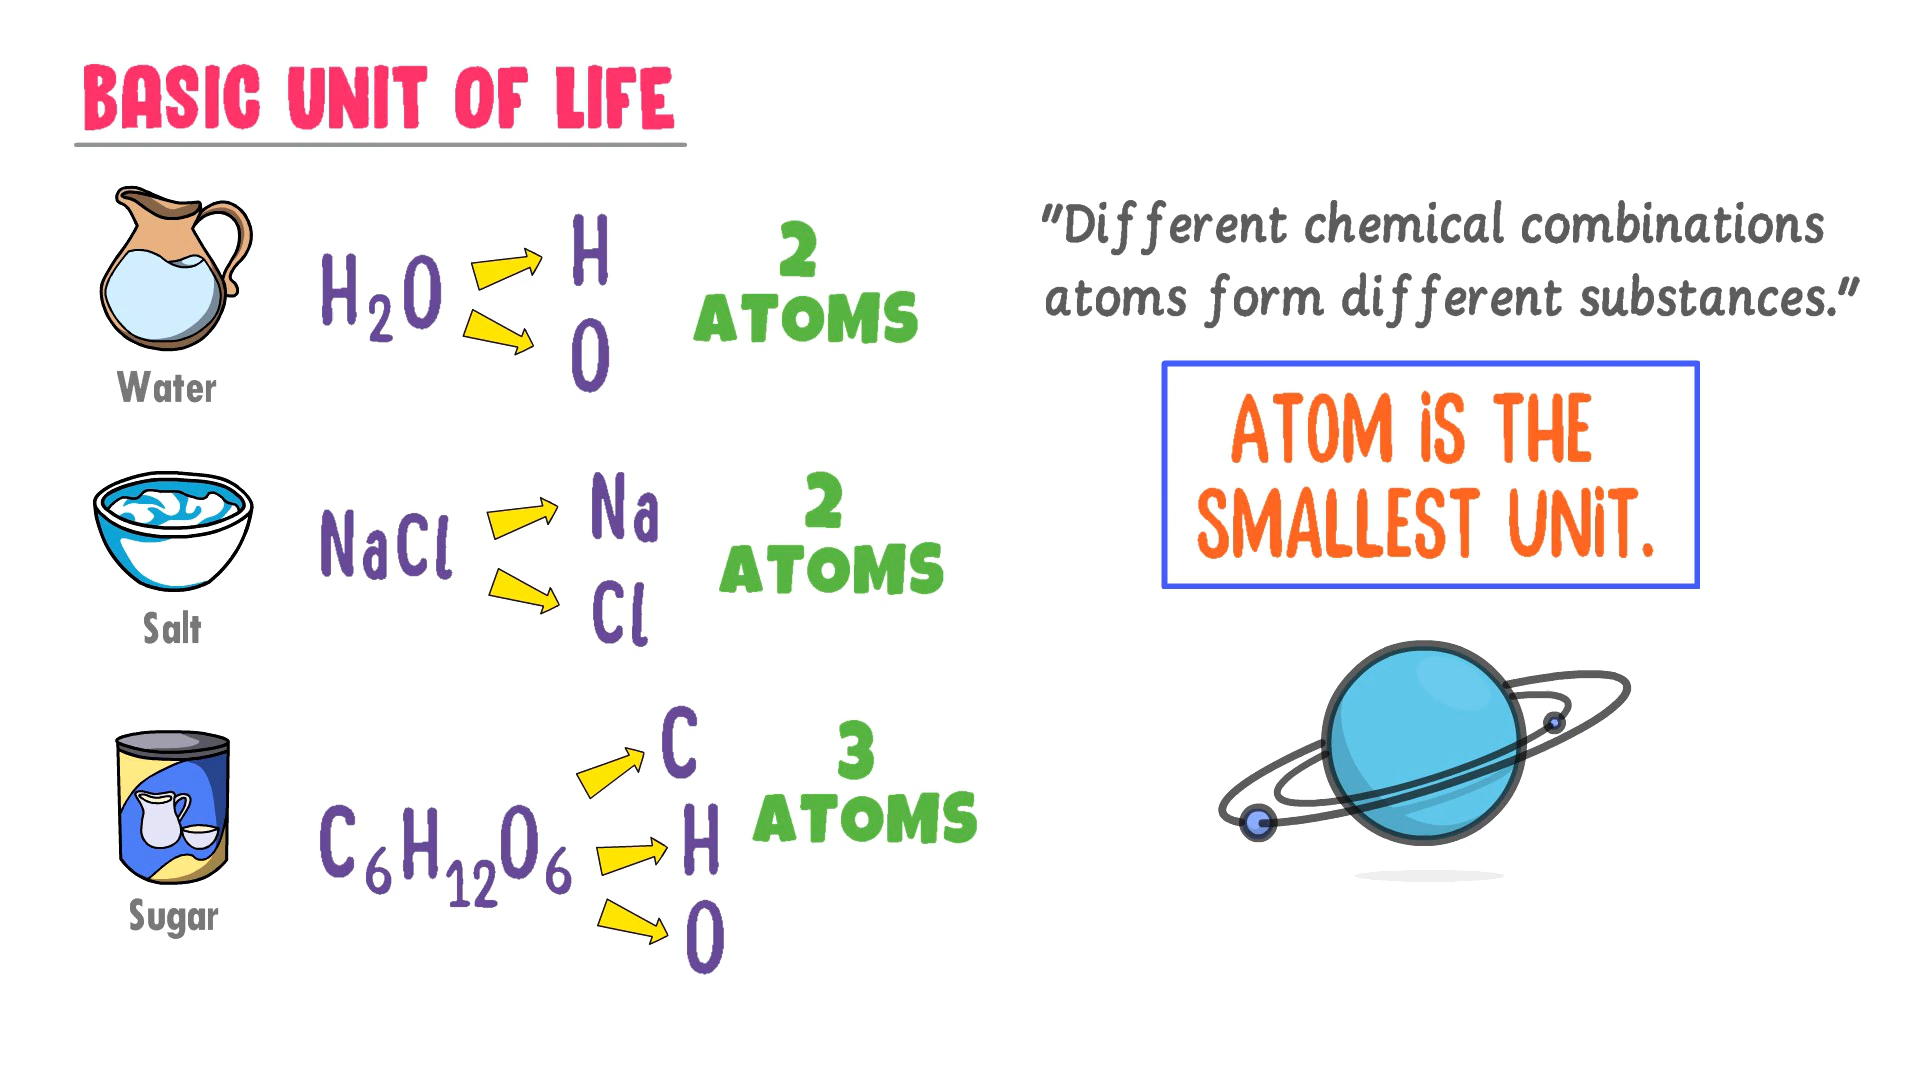 BASIC UNIT OF LIFE
H₂O
H
O
2
ATOMS
Water
NaCl
Na
Cl
2
ATOMS
Salt
C₆H₁₂O₆
C
H
O
3
ATOMS
Sugar
"Different chemical combinations
atoms form different substances."
ATOM iS THE
SMALLEST UNiT.